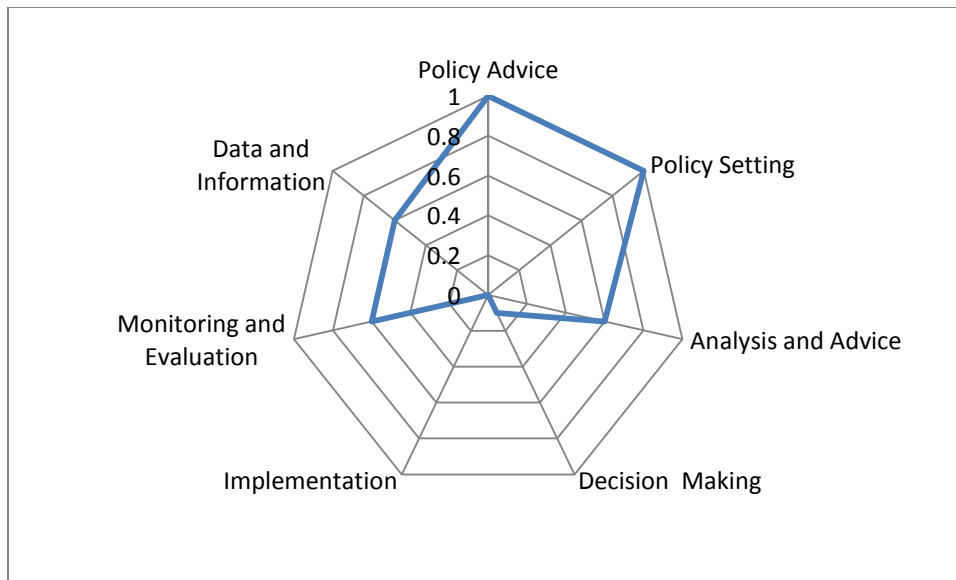 Policy Advice
1
0.8
0.6
0.4
0.2
0
Policy Setting
Analysis and Advice
Decision  Making
Implementation
Monitoring and
Evaluation
Data and
Information